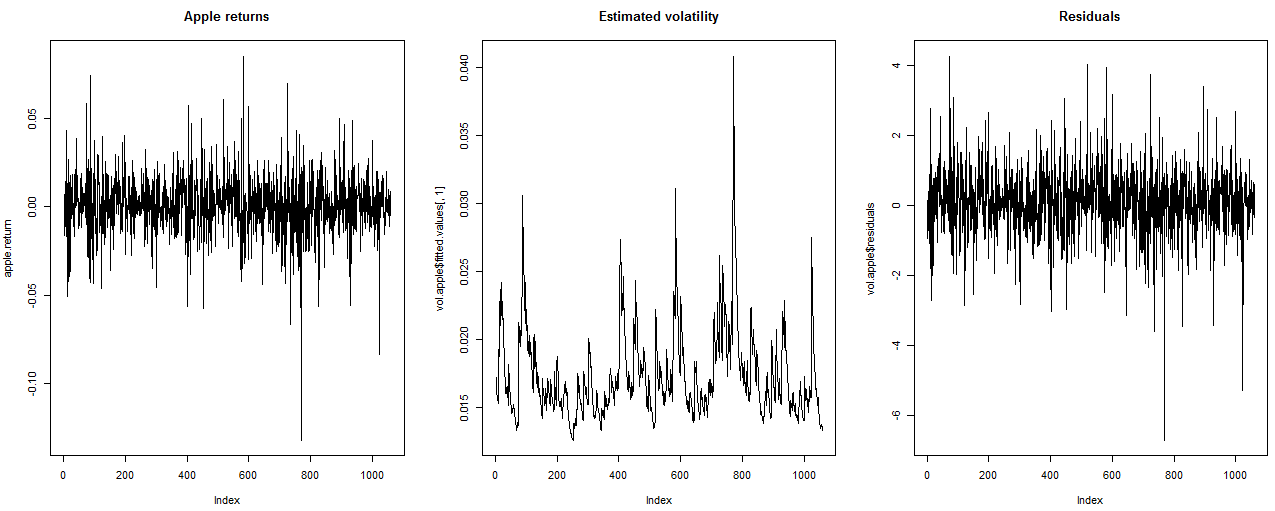 Apple returns
apple.return
0.05
0.00
-0.05
-0.10
0 200 400 600 800 1000
Index
Estimated volatility
vol.apple$fitted.values[, 1]
0.040
0.035
0.030
0.025
0.020
0.015
0 200 400 600 800 1000
Index
Residuals
vol.apple$residuals
4
2
0
-2
-4
-6
0 200 400 600 800 1000
Index